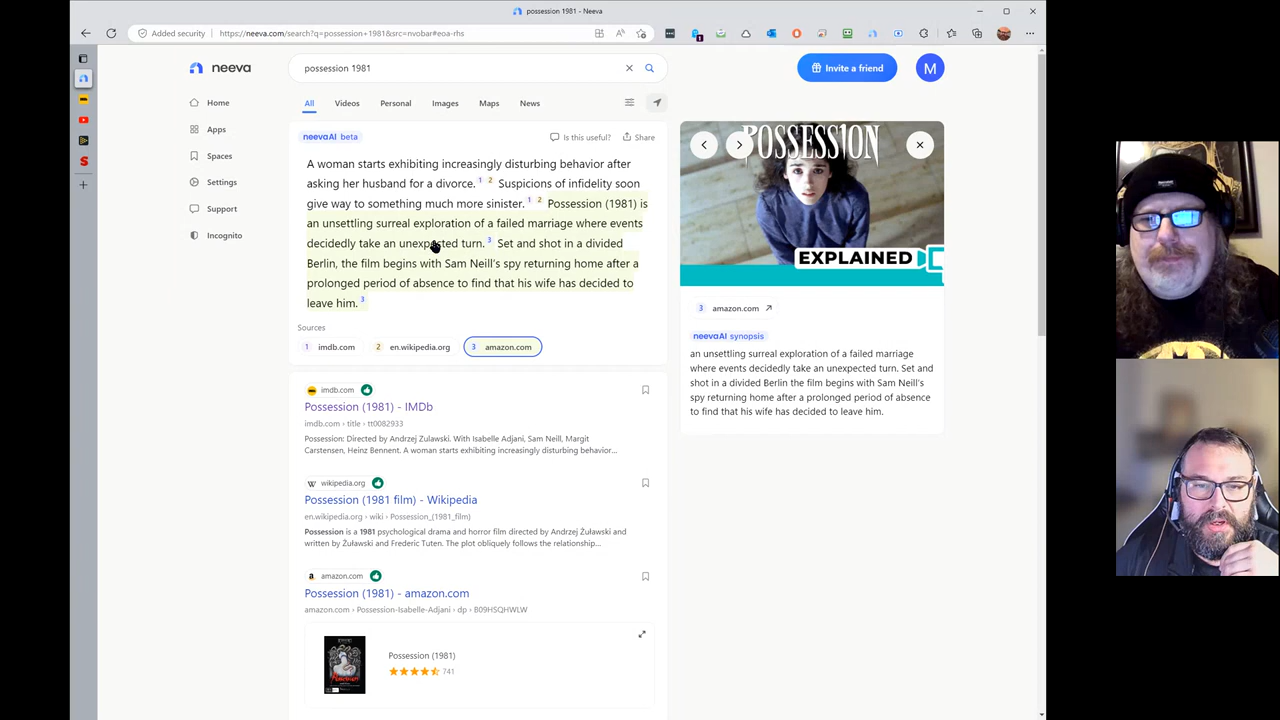 possession 1981 - Neeva
Added security
https://neeva.com/search?q=possession+1981&src=nvobar#eoa-rhs
neeva
possession 1981
Invite a friend
M
Home
Apps
Spaces
Settings
Support
Incognito
All Videos Personal Images Maps News
neevaAI beta
Is this useful? Share
A woman starts exhibiting increasingly disturbing behavior after
asking her husband for a divorce. 1 2 Suspicions of infidelity soon
give way to something much more sinister. 1 2 Possession (1981) is
an unsettling surreal exploration of a failed marriage where events
decidedly take an unexpected turn. 3 Set and shot in a divided
Berlin, the film begins with Sam Neill's spy returning home after a
prolonged period of absence to find that his wife has decided to
leave him. 3
Sources
1 imdb.com 2 en.wikipedia.org 3 amazon.com
imdb.com
Possession (1981) - IMDb
imdb.com › title › tt0082933
Possession: Directed by Andrzej Zulawski. With Isabelle Adjani, Sam Neill, Margit
Carstensen, Heinz Bennent. A woman starts exhibiting increasingly disturbing behavior...
W wikipedia.org
Possession (1981 film) - Wikipedia
en.wikipedia.org › wiki › Possession_(1981_film)
Possession is a 1981 psychological drama and horror film directed by Andrzej Żuławski and
written by Żuławski and Frederic Tuten. The plot obliquely follows the relationship...
a amazon.com
Possession (1981) - amazon.com
amazon.com › Possession-Isabelle-Adjani › dp › B09HSQHWLW
Possession (1981)
741
POSSESSION
EXPLAINED
3 amazon.com
neevaAI synopsis
an unsettling surreal exploration of a failed marriage
where events decidedly take an unexpected turn. Set and
shot in a divided Berlin the film begins with Sam Neill's
spy returning home after a prolonged period of absence
to find that his wife has decided to leave him.